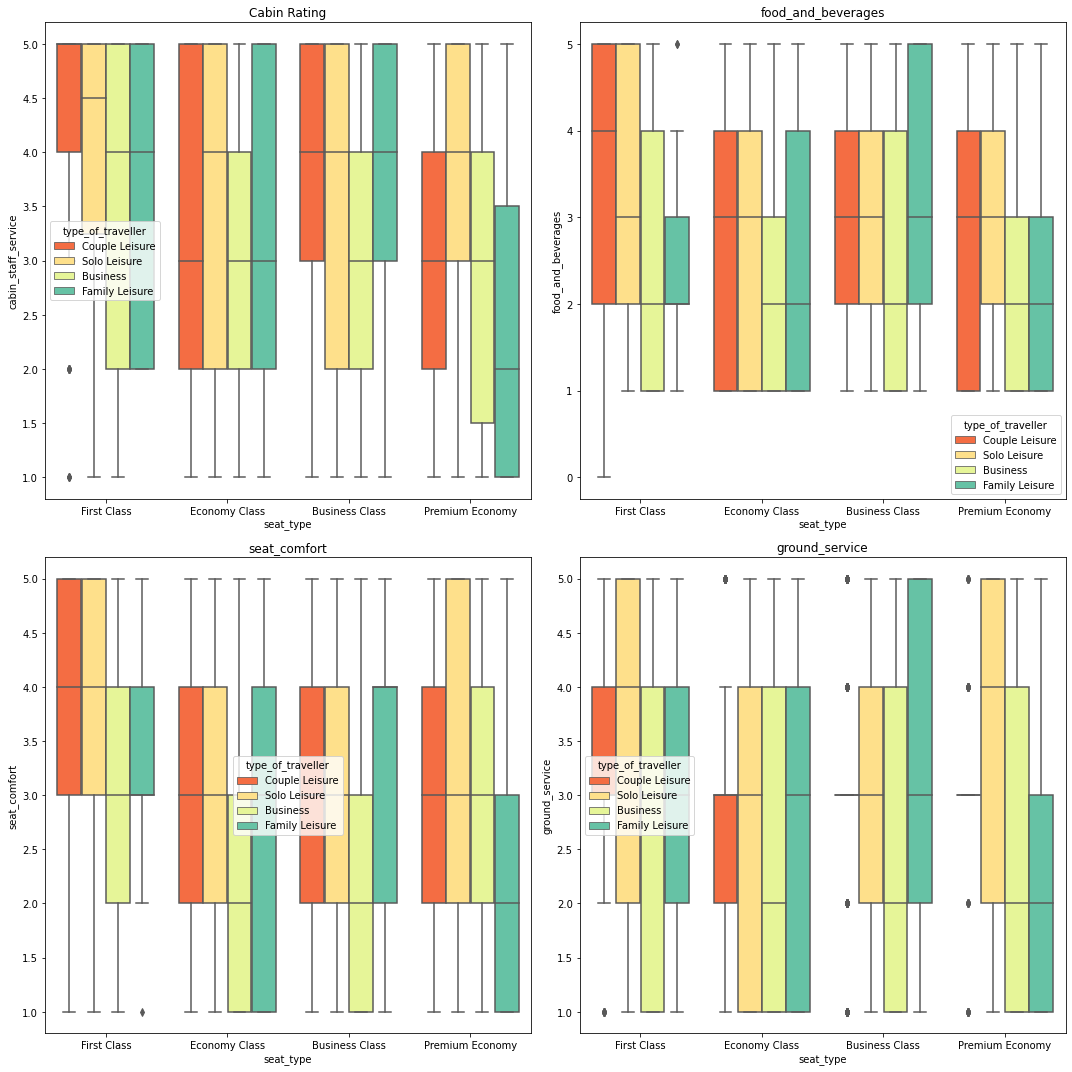 Cabin Rating
cabin_staff_service
5.0
4.5
4.0
3.5
3.0
2.5
2.0
1.5
1.0
type_of_traveller
Couple Leisure
Solo Leisure
Business
Family Leisure
First Class Economy Class Business Class Premium Economy
seat_type
food_and_beverages
food_and_beverages
5
4
3
2
1
0
type_of_traveller
Couple Leisure
Solo Leisure
Business
Family Leisure
First Class Economy Class Business Class Premium Economy
seat_type
seat_comfort
seat_comfort
5.0
4.5
4.0
3.5
3.0
2.5
2.0
1.5
1.0
type_of_traveller
Couple Leisure
Solo Leisure
Business
Family Leisure
First Class Economy Class Business Class Premium Economy
seat_type
ground_service
ground_service
5.0
4.5
4.0
3.5
3.0
2.5
2.0
1.5
1.0
type_of_traveller
Couple Leisure
Solo Leisure
Business
Family Leisure
First Class Economy Class Business Class Premium Economy
seat_type